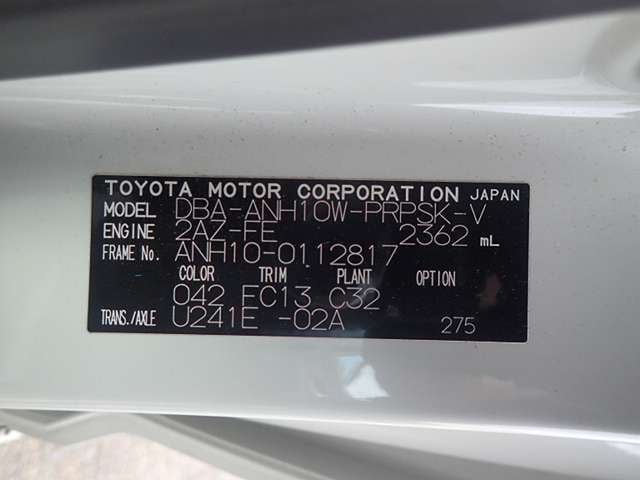 TOYOTA MOTOR CORPORATION JAPAN
MODEL DBA-ANH10W-PRPSK-V
ENGINE 2AZ-FE 2362 mL
FRAME No. ANH10-0112817
COLOR TRIM PLANT OPTION
042 FC13 C32
TRANS./AXLE U241E -02A 275